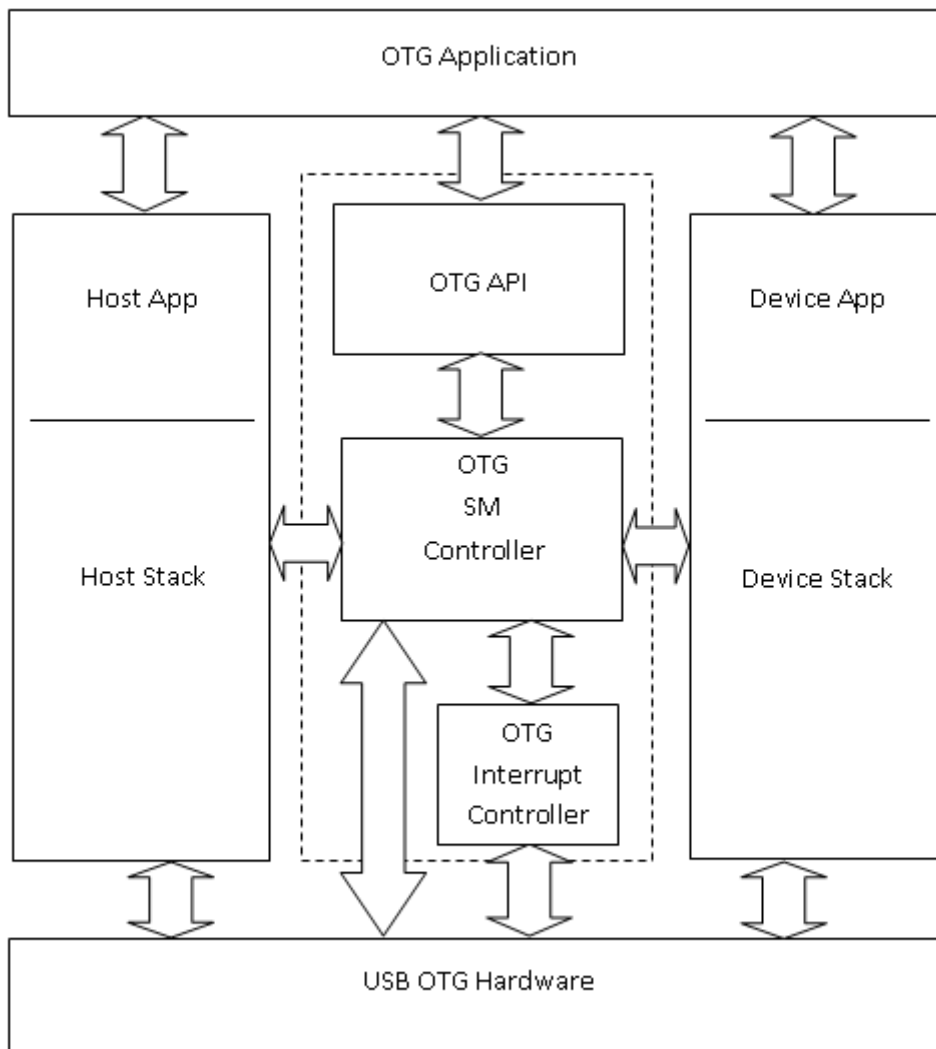 OTG Application
Host App
OTG API
Device App
OTG
SM
Controller
Host Stack
Device Stack
OTG
Interrupt
Controller
USB OTG Hardware